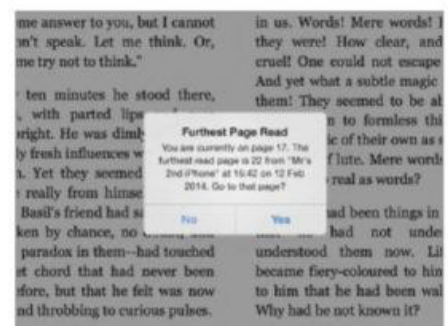 me answer to you, but I cannot
n't speak. Let me think. Or,
me try not to think."
ten minutes he stood there,
, with parted lips
right. He was dimly
ly fresh influences w
n. Yet they seemed
really from himse
Basil's friend had sa
ken by chance, no
paradox in them--had touched
et chord that had never been
efore, but that he felt was now
nd throbbing to curious pulses.
in us. Words! Mere words!
they were! How clear, and
cruel! One could not escape
And yet what a subtle magic
them! They seemed to be ab
n to formless thi
ic of their own as
f lute. Mere words
real as words?
had been things in
had not unde
understood them now. Li
became fiery-coloured to him
to him that he had been wal
Why had he not known it?
Furthest Page Read
You are currently on page 17. The
furthest read page is 22 from "Mr's
2nd iPhone" at 15:42 on 12 Feb
2014. Go to that page?
No Yes